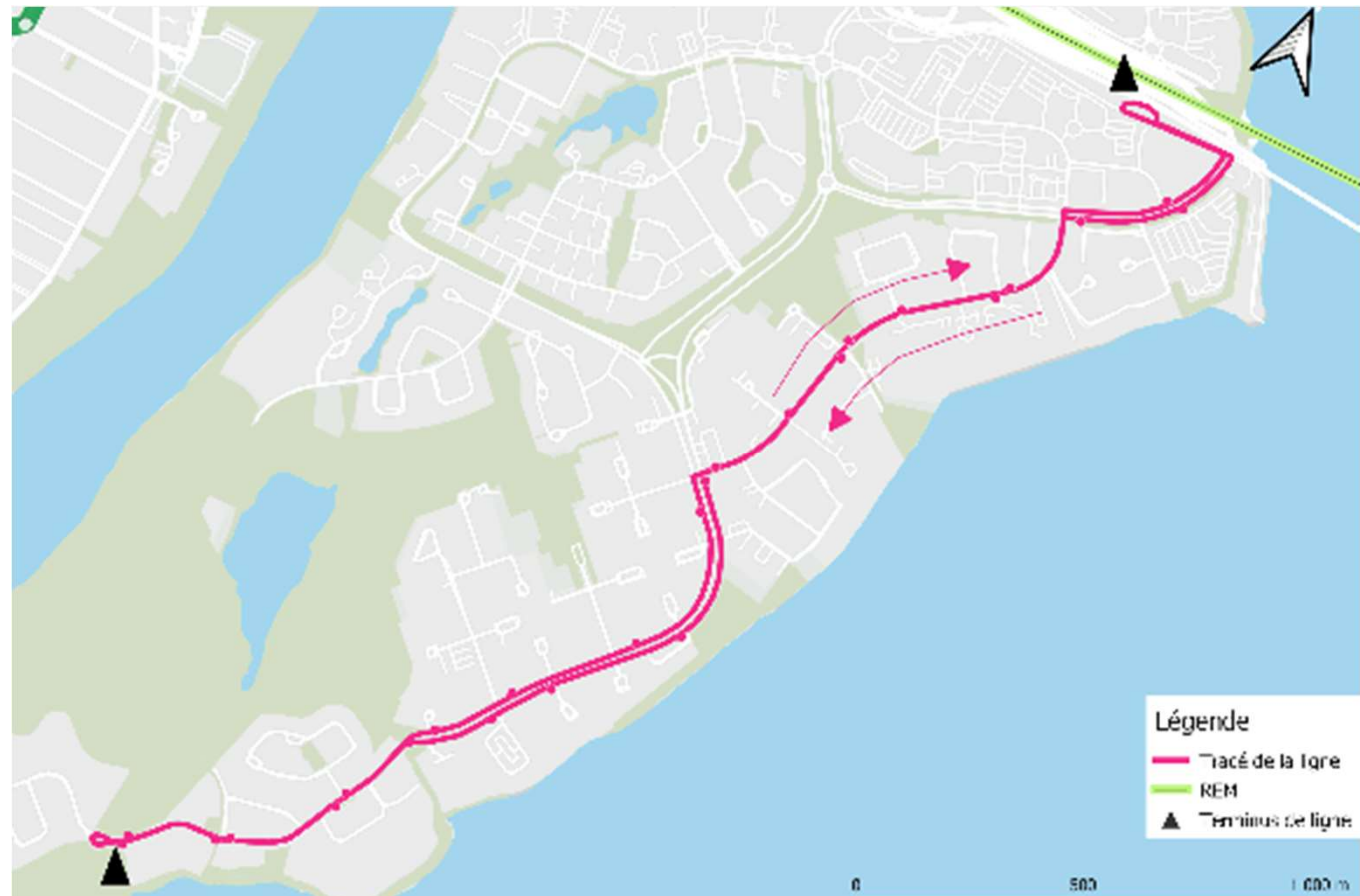 Légende
Tracé de la ligne
REM
Terminus de ligne
0 500 1 000 m